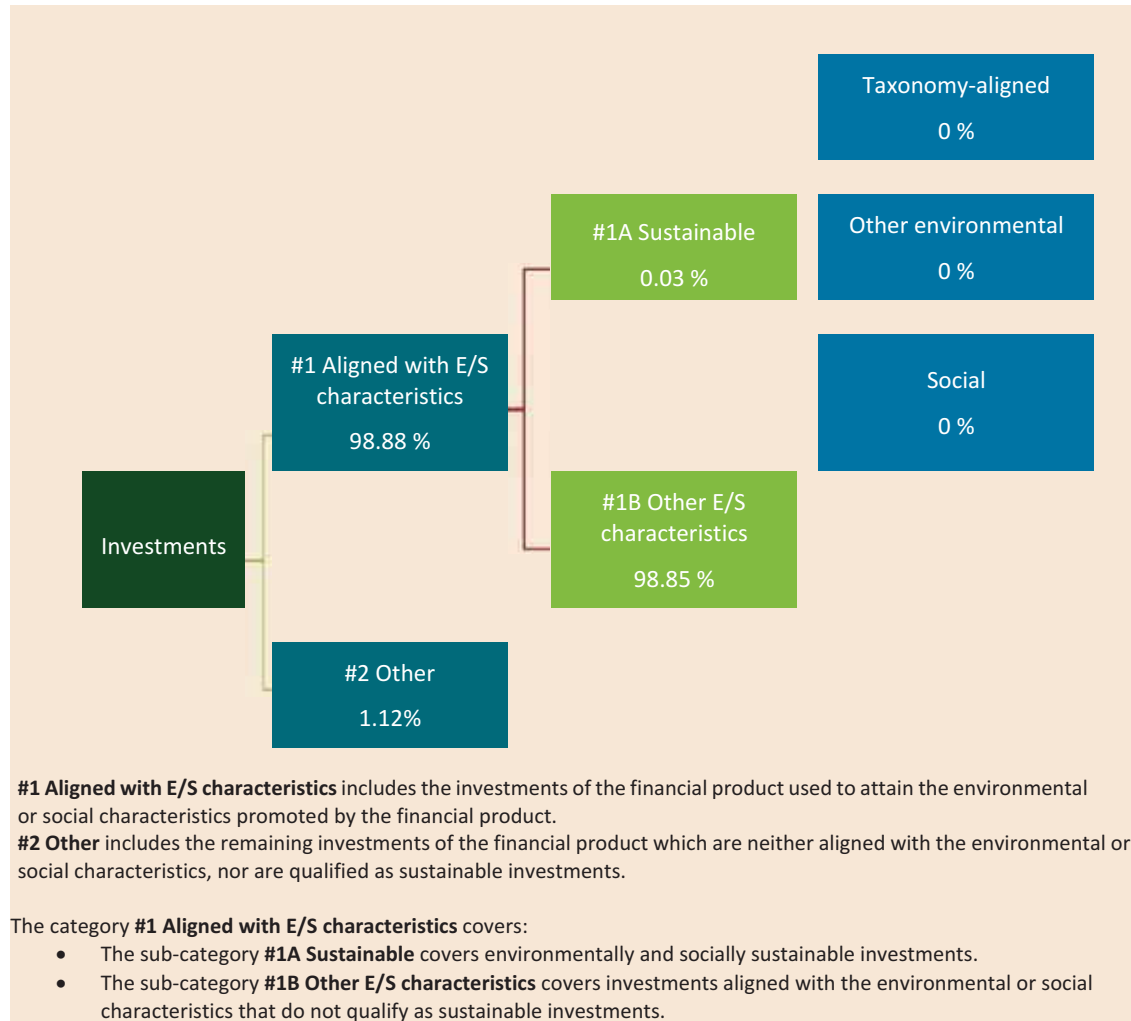 Taxonomy-aligned
0 %
#1A Sustainable
0.03 %
Other environmental
0 %
#1 Aligned with E/S
characteristics
98.88 %
Social
0 %
Investments
#1B Other E/S
characteristics
98.85 %
#2 Other
1.12%
#1 Aligned with E/S characteristics includes the investments of the financial product used to attain the environmental
or social characteristics promoted by the financial product.
#2 Other includes the remaining investments of the financial product which are neither aligned with the environmental or
social characteristics, nor are qualified as sustainable investments.
The category #1 Aligned with E/S characteristics covers:
• The sub-category #1A Sustainable covers environmentally and socially sustainable investments.
• The sub-category #1B Other E/S characteristics covers investments aligned with the environmental or social
characteristics that do not qualify as sustainable investments.